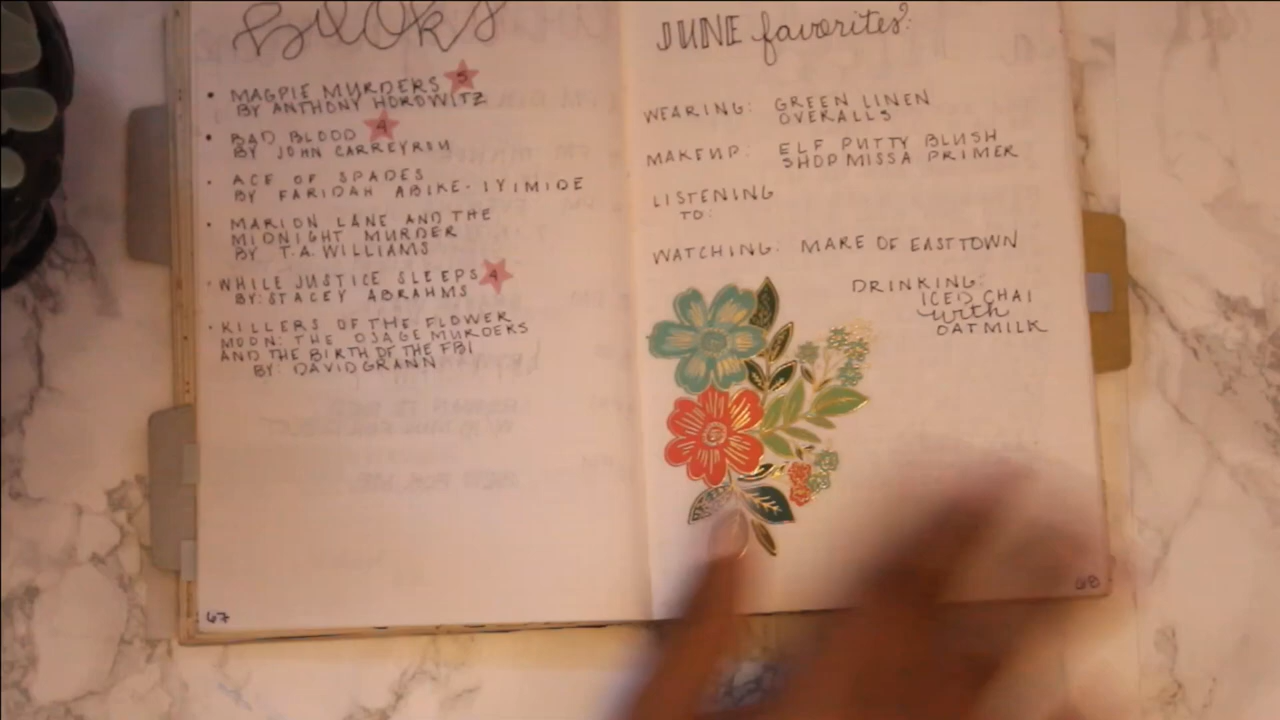 books
• MAGPIE MURDERS 5
BY ANTHONY HOROWITZ
• BAD BLOOD 4
BY JOHN CARREYROU
• ACE OF SPADES
BY FARIDAH ABIKE-IYIMIDE
• MARION LANE AND THE
MIDNIGHT MURDER
BY T.A. WILLIAMS
• WHILE JUSTICE SLEEPS 4
BY: STACEY ABRAHMS
• KILLERS OF THE FLOWER
MOON: THE OSAGE MURDERS
AND THE BIRTH OF THE FBI
BY: DAVID GRANN
67
JUNE favorites:
WEARING: GREEN LINEN
OVERALLS
MAKEUP: ELF PUTTY BLUSH
SHOP MISSA PRIMER
LISTENING
TO:
WATCHING: MARE OF EASTTOWN
DRINKING:
ICED CHAI
with
OATMILK
68